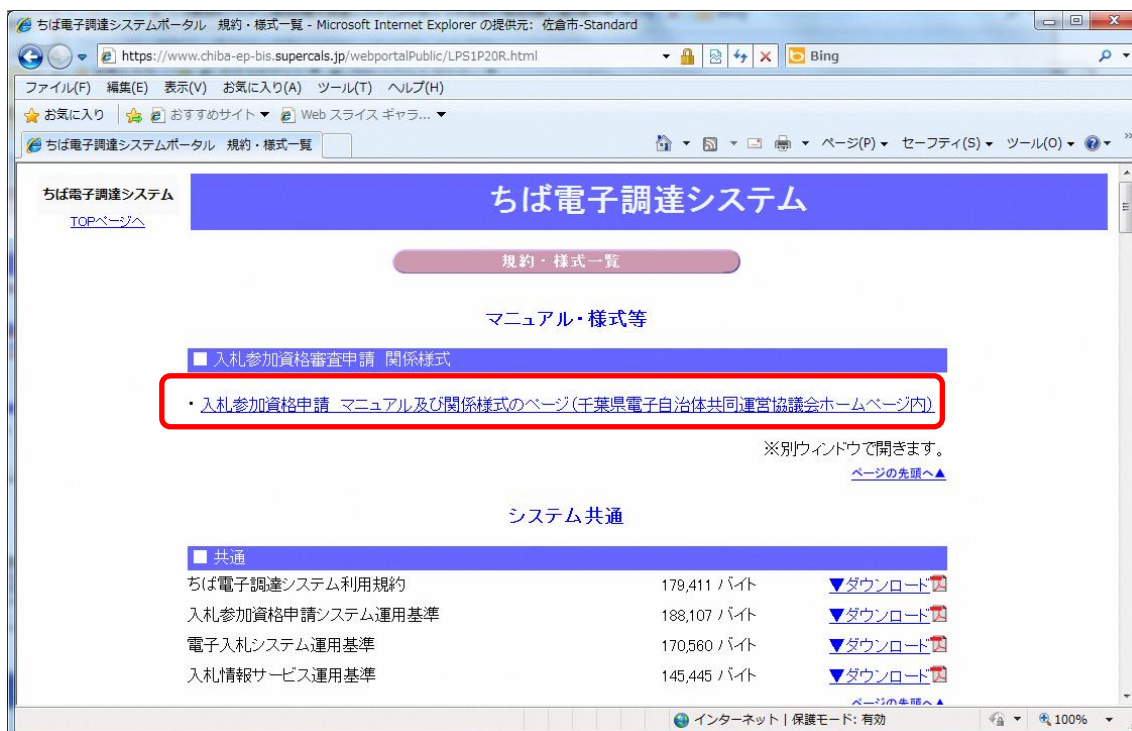 ちば電子調達システムポータル 規約・様式一覧 - Microsoft Internet Explorer の提供元: 佐倉市-Standard
https://www.chiba-ep-bis.supercals.jp/webportalPublic/LPS1P20R.html
Bing
ファイル(F) 編集(E) 表示(V) お気に入り(A) ツール(T) ヘルプ(H)
お気に入り おすすめサイト ▼ Web スライス ギャラ... ▼
ちば電子調達システムポータル 規約・様式一覧 ページ(P) セーフティ(S) ツール(O)
ちば電子調達システム
TOPページへ
ちば電子調達システム
規約・様式一覧
マニュアル・様式等
■ 入札参加資格審査申請 関係様式
・入札参加資格申請 マニュアル及び関係様式のページ(千葉県電子自治体共同運営協議会ホームページ内)
※別ウィンドウで開きます。
ページの先頭へ▲
システム共通
■ 共通
ちば電子調達システム利用規約 179,411 バイト ▼ダウンロード
入札参加資格申請システム運用基準 188,107 バイト ▼ダウンロード
電子入札システム運用基準 170,560 バイト ▼ダウンロード
入札情報サービス運用基準 145,445 バイト ▼ダウンロード
ページの先頭へ▲
インターネット | 保護モード: 有効 100%